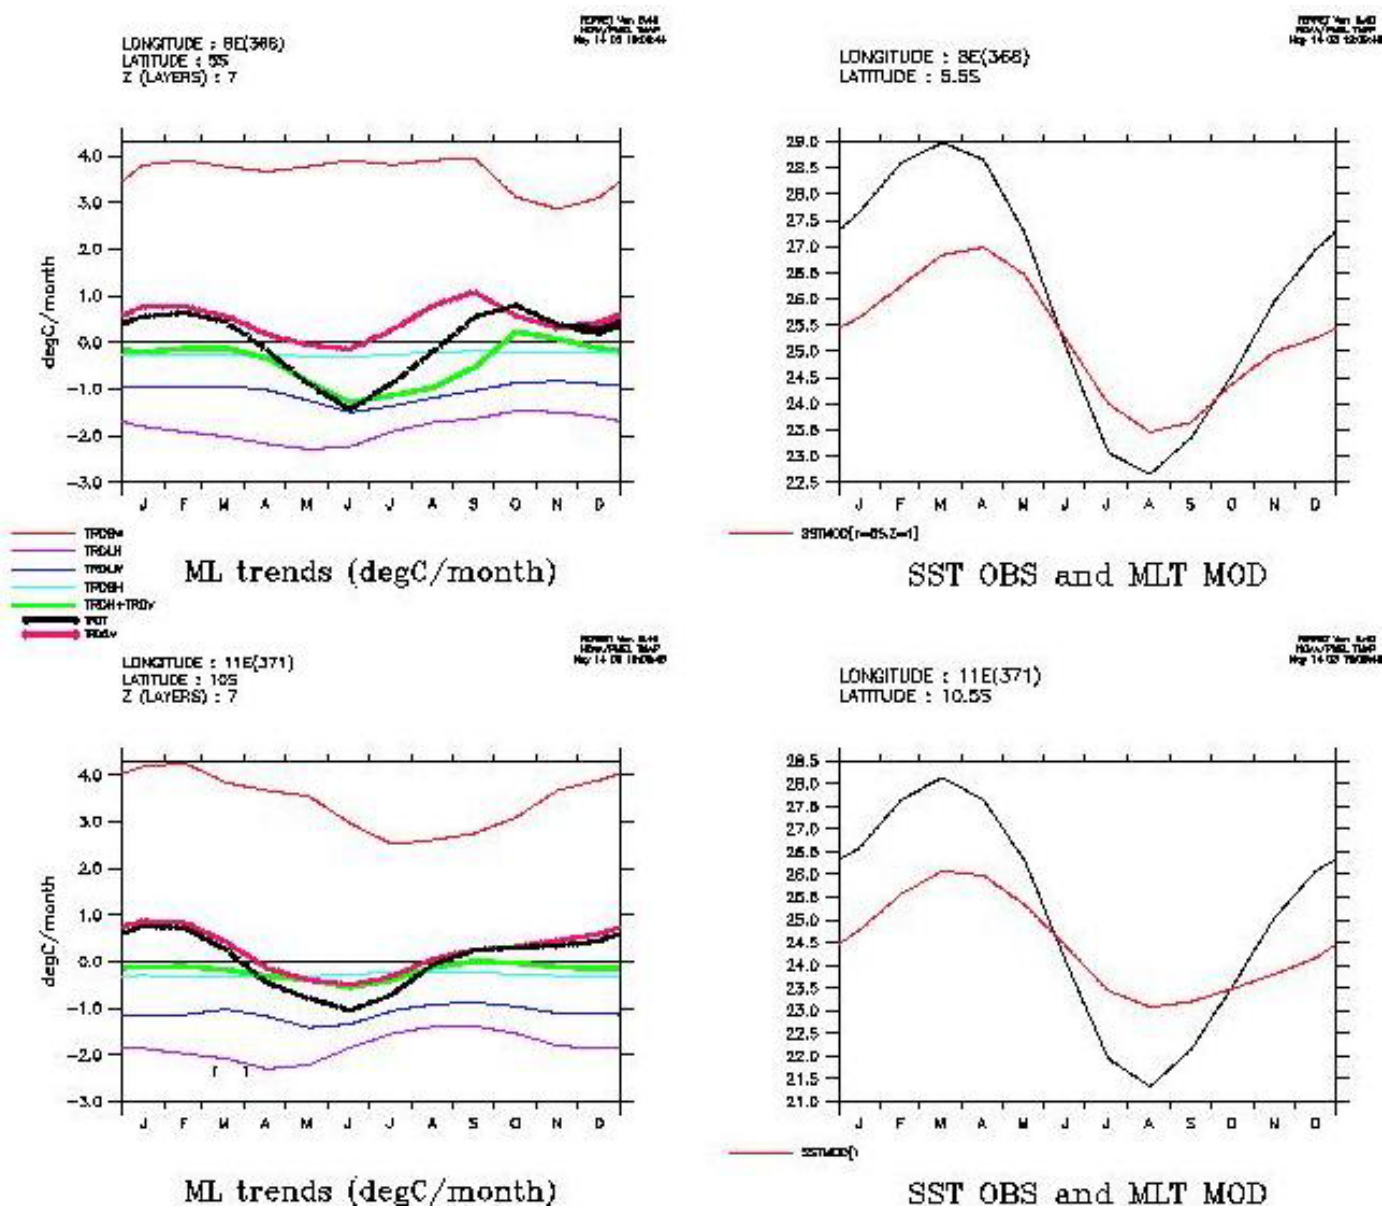 LONGITUDE : 8E(368)
LATITUDE : 5S
Z (LAYERS) : 7
4.0
3.0
2.0
1.0
0.0
-1.0
-2.0
-3.0
degC/month
J F M A M J J A S O N D
TRDLH
TRDSH
TRDH+TRDV
ML trends (degC/month)
LONGITUDE : 8E(368)
LATITUDE : 5.5S
29.0
28.5
28.0
27.5
27.0
26.5
26.0
25.5
25.0
24.5
24.0
23.5
23.0
22.5
J F M A M J J A S O N D
SST OBS and MLT MOD
LONGITUDE : 11E(371)
LATITUDE : 10S
Z (LAYERS) : 7
4.0
3.0
2.0
1.0
0.0
-1.0
-2.0
-3.0
degC/month
J F M A M J J A S O N D
ML trends (degC/month)
LONGITUDE : 11E(371)
LATITUDE : 10.5S
28.5
28.0
27.5
27.0
26.5
26.0
25.5
25.0
24.5
24.0
23.5
23.0
22.5
22.0
21.5
21.0
J F M A M J J A S O N D
SST OBS and MLT MOD